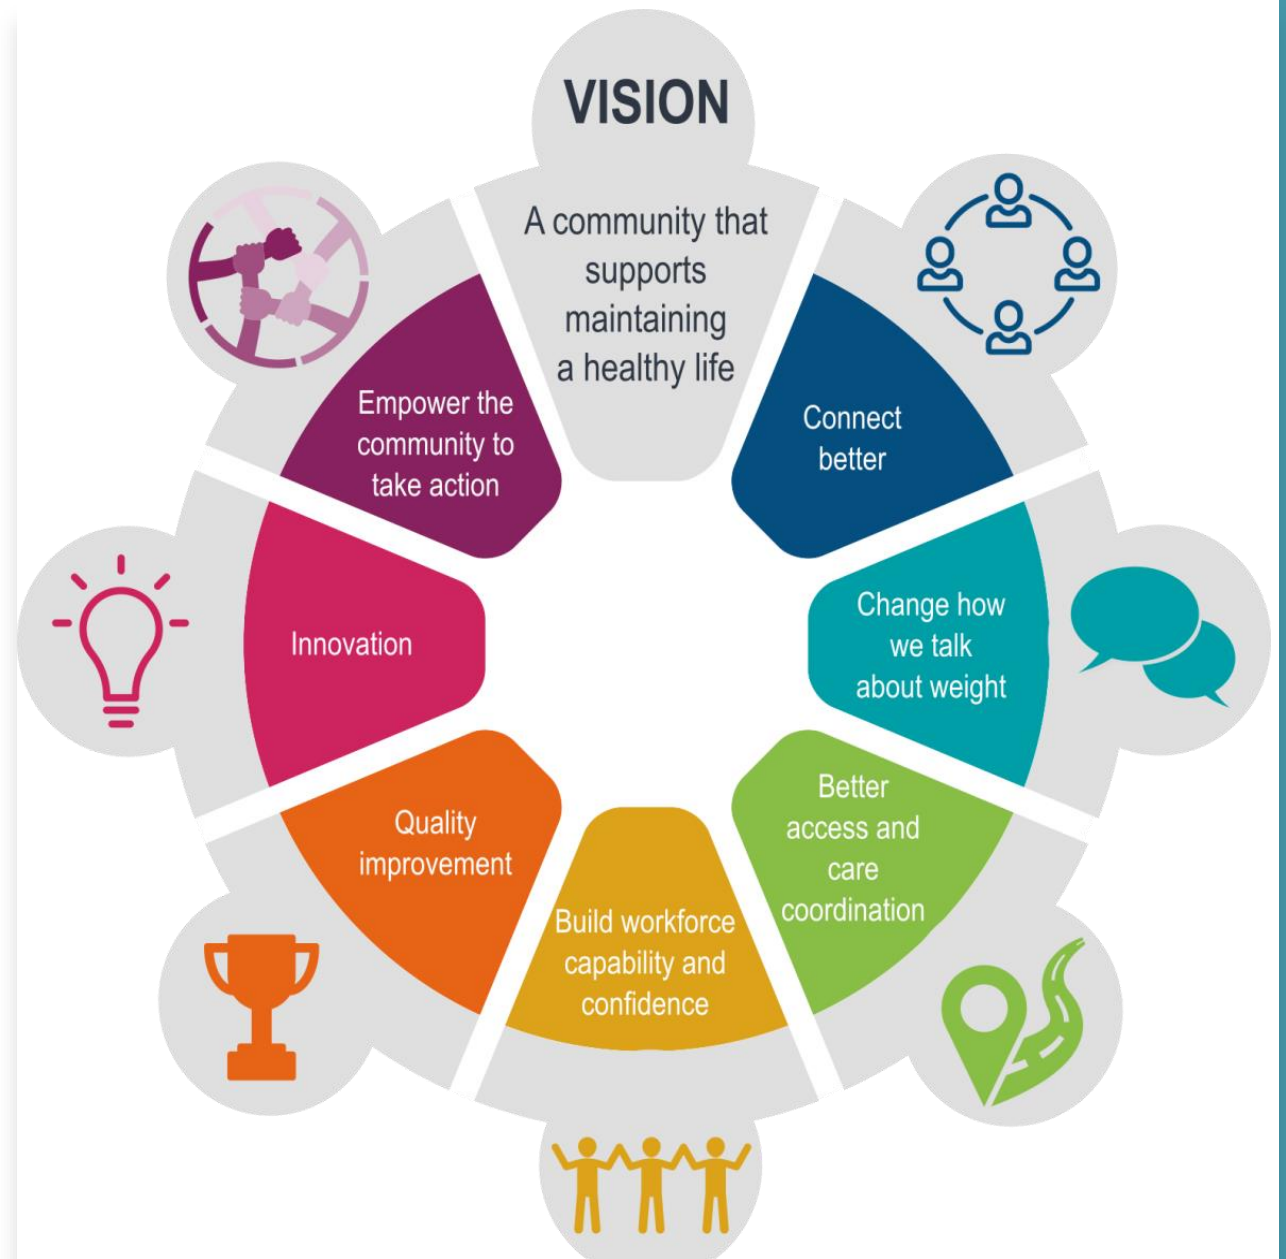 VISION
A community that
supports
maintaining
a healthy life
Connect
better
Change how
we talk
about weight
Better
access and
care
coordination
Build workforce
capability and
confidence
Quality
improvement
Innovation
Empower the
community to
take action